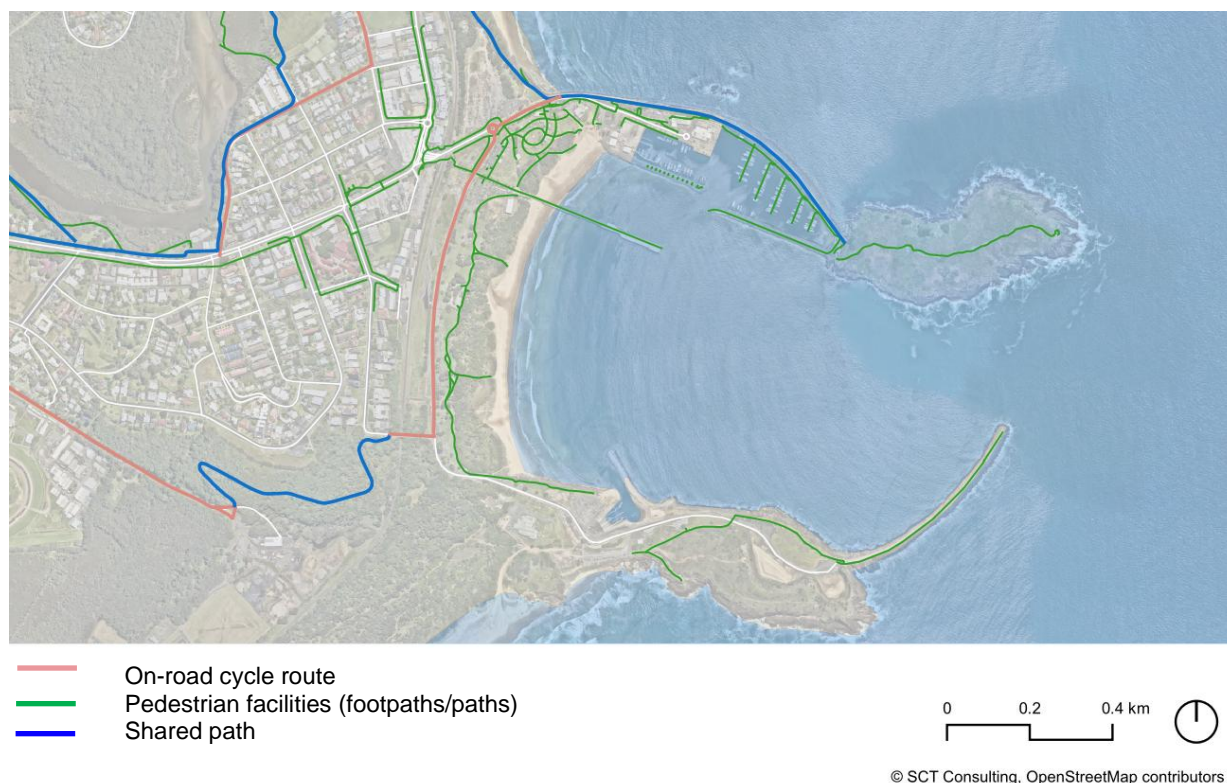 On-road cycle route
Pedestrian facilities (footpaths/paths)
Shared path
0 0.2 0.4 km
© SCT Consulting, OpenStreetMap contributors